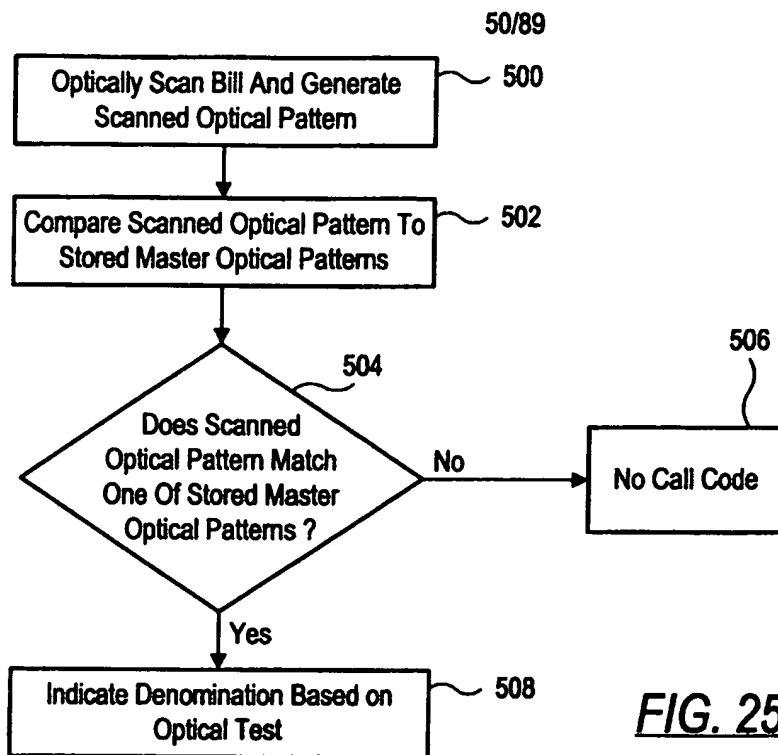 50/89
Optically Scan Bill And Generate
Scanned Optical Pattern
500
Compare Scanned Optical Pattern To
Stored Master Optical Patterns
502
504
Does Scanned
Optical Pattern Match
One Of Stored Master
Optical Patterns ?
No
506
No Call Code
Yes
Indicate Denomination Based on
Optical Test
508
FIG. 25